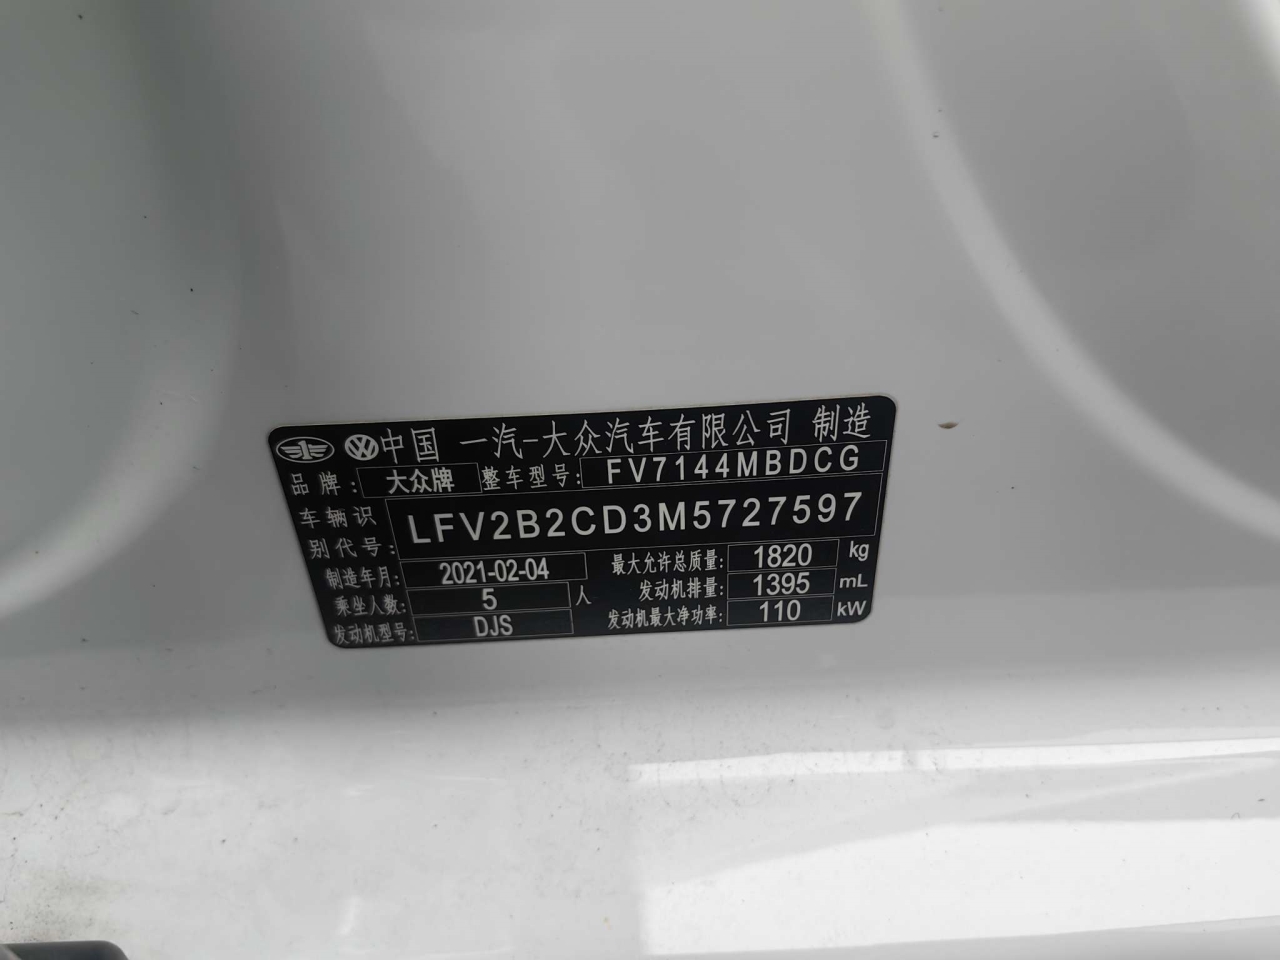 中国 一汽-大众汽车有限公司 制造
品牌: 大众牌 整车型号: FV7144MBDCG
车辆识别代号: LFV2B2CD3M5727597
制造年月: 2021-02-04 最大允许总质量: 1820 kg
乘坐人数: 5 人 发动机排量: 1395 mL
发动机型号: DJS 发动机最大净功率: 110 kW